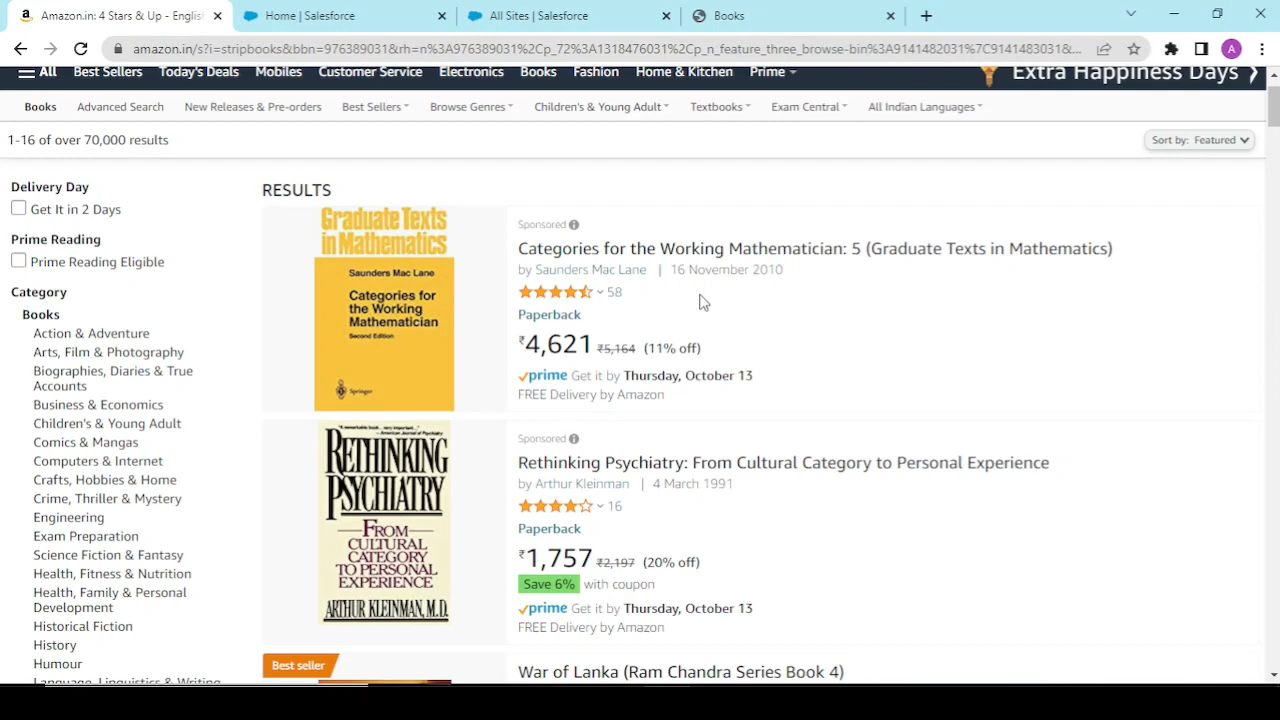 Amazon.in: 4 Stars & Up - Englis
Home | Salesforce
All Sites | Salesforce
Books
amazon.in/s?i=stripbooks&bbn=976389031&rh=n%3A976389031%2Cp_72%3A1318476031%2Cp_n_feature_three_browse-bin%3A9141482031%7C9141483031&...
A
All Best Sellers Today's Deals Mobiles Customer Service Electronics Books Fashion Home & Kitchen Prime
Extra Happiness Days
Books Advanced Search New Releases & Pre-orders Best Sellers Browse Genres Children's & Young Adult Textbooks Exam Central All Indian Languages
1-16 of over 70,000 results
Sort by: Featured
Delivery Day
Get It in 2 Days
Prime Reading
Prime Reading Eligible
Category
Books
Action & Adventure
Arts, Film & Photography
Biographies, Diaries & True
Accounts
Business & Economics
Children's & Young Adult
Comics & Mangas
Computers & Internet
Crafts, Hobbies & Home
Crime, Thriller & Mystery
Engineering
Exam Preparation
Science Fiction & Fantasy
Health, Fitness & Nutrition
Health, Family & Personal
Development
Historical Fiction
History
Humour
Language, Linguistics & Writing
RESULTS
Graduate Texts
in Mathematics
Saunders Mac Lane
Categories for
the Working
Mathematician
Second Edition
Springer
Sponsored
Categories for the Working Mathematician: 5 (Graduate Texts in Mathematics)
by Saunders Mac Lane | 16 November 2010
58
Paperback
₹4,621 ₹5,164 (11% off)
prime Get it by Thursday, October 13
FREE Delivery by Amazon
"A remarkable book... very important."
—American Journal of Psychiatry
RETHINKING
PSYCHIATRY
FROM
CULTURAL
CATEGORY
TO PERSONAL
EXPERIENCE
ARTHUR KLEINMAN, M.D.
Sponsored
Rethinking Psychiatry: From Cultural Category to Personal Experience
by Arthur Kleinman | 4 March 1991
16
Paperback
₹1,757 ₹2,197 (20% off)
Save 6% with coupon
prime Get it by Thursday, October 13
FREE Delivery by Amazon
Best seller
War of Lanka (Ram Chandra Series Book 4)